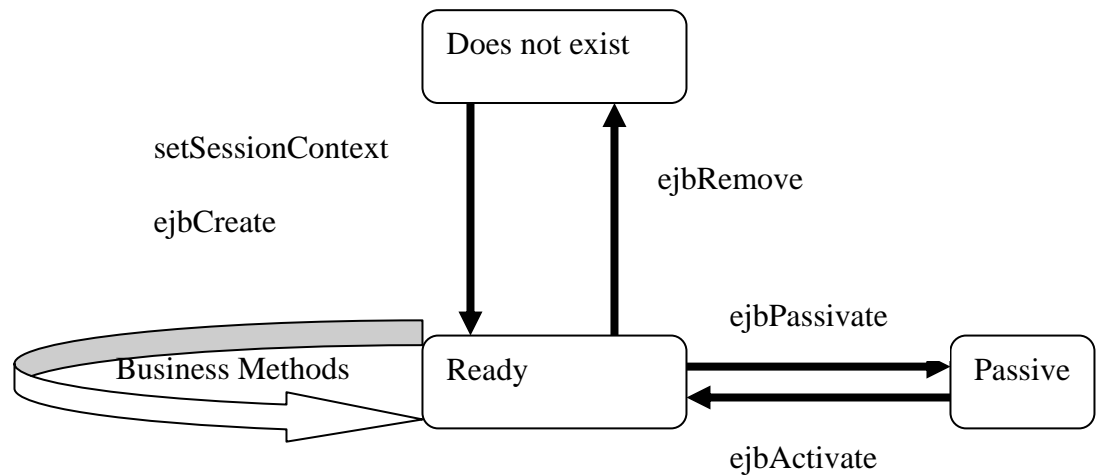 Does not exist
setSessionContext
ejbRemove
ejbCreate
ejbPassivate
Business Methods
Ready
Passive
ejbActivate